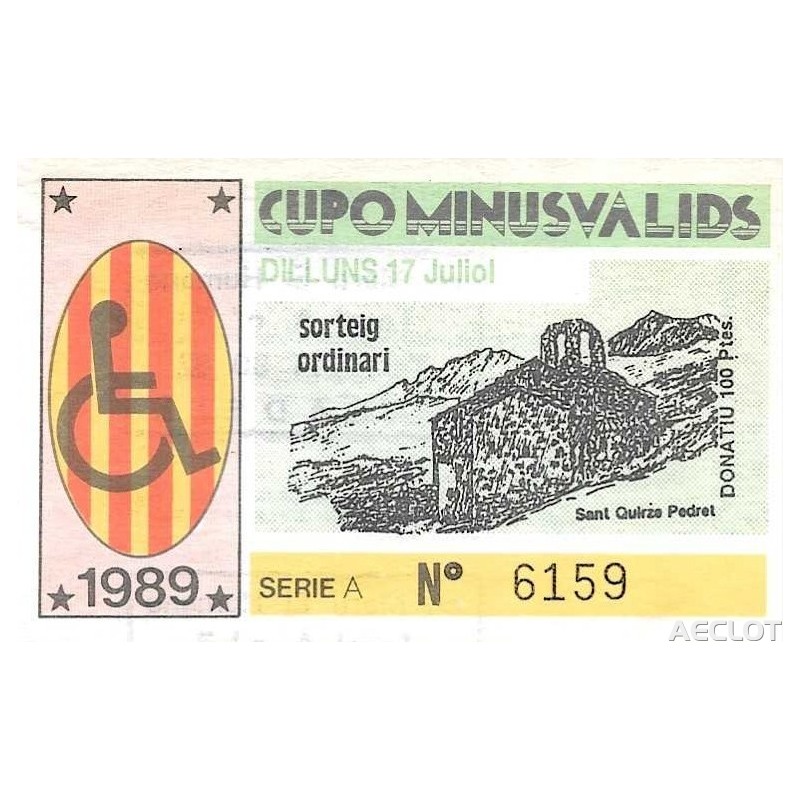 CUPO MINUSVALIDS
DILLUNS 17 Juliol
sorteig
ordinari
DONATIU 100 Ptes.
Sant Quirze Pedret
1989
SERIE A Nº 6159
AECLOT